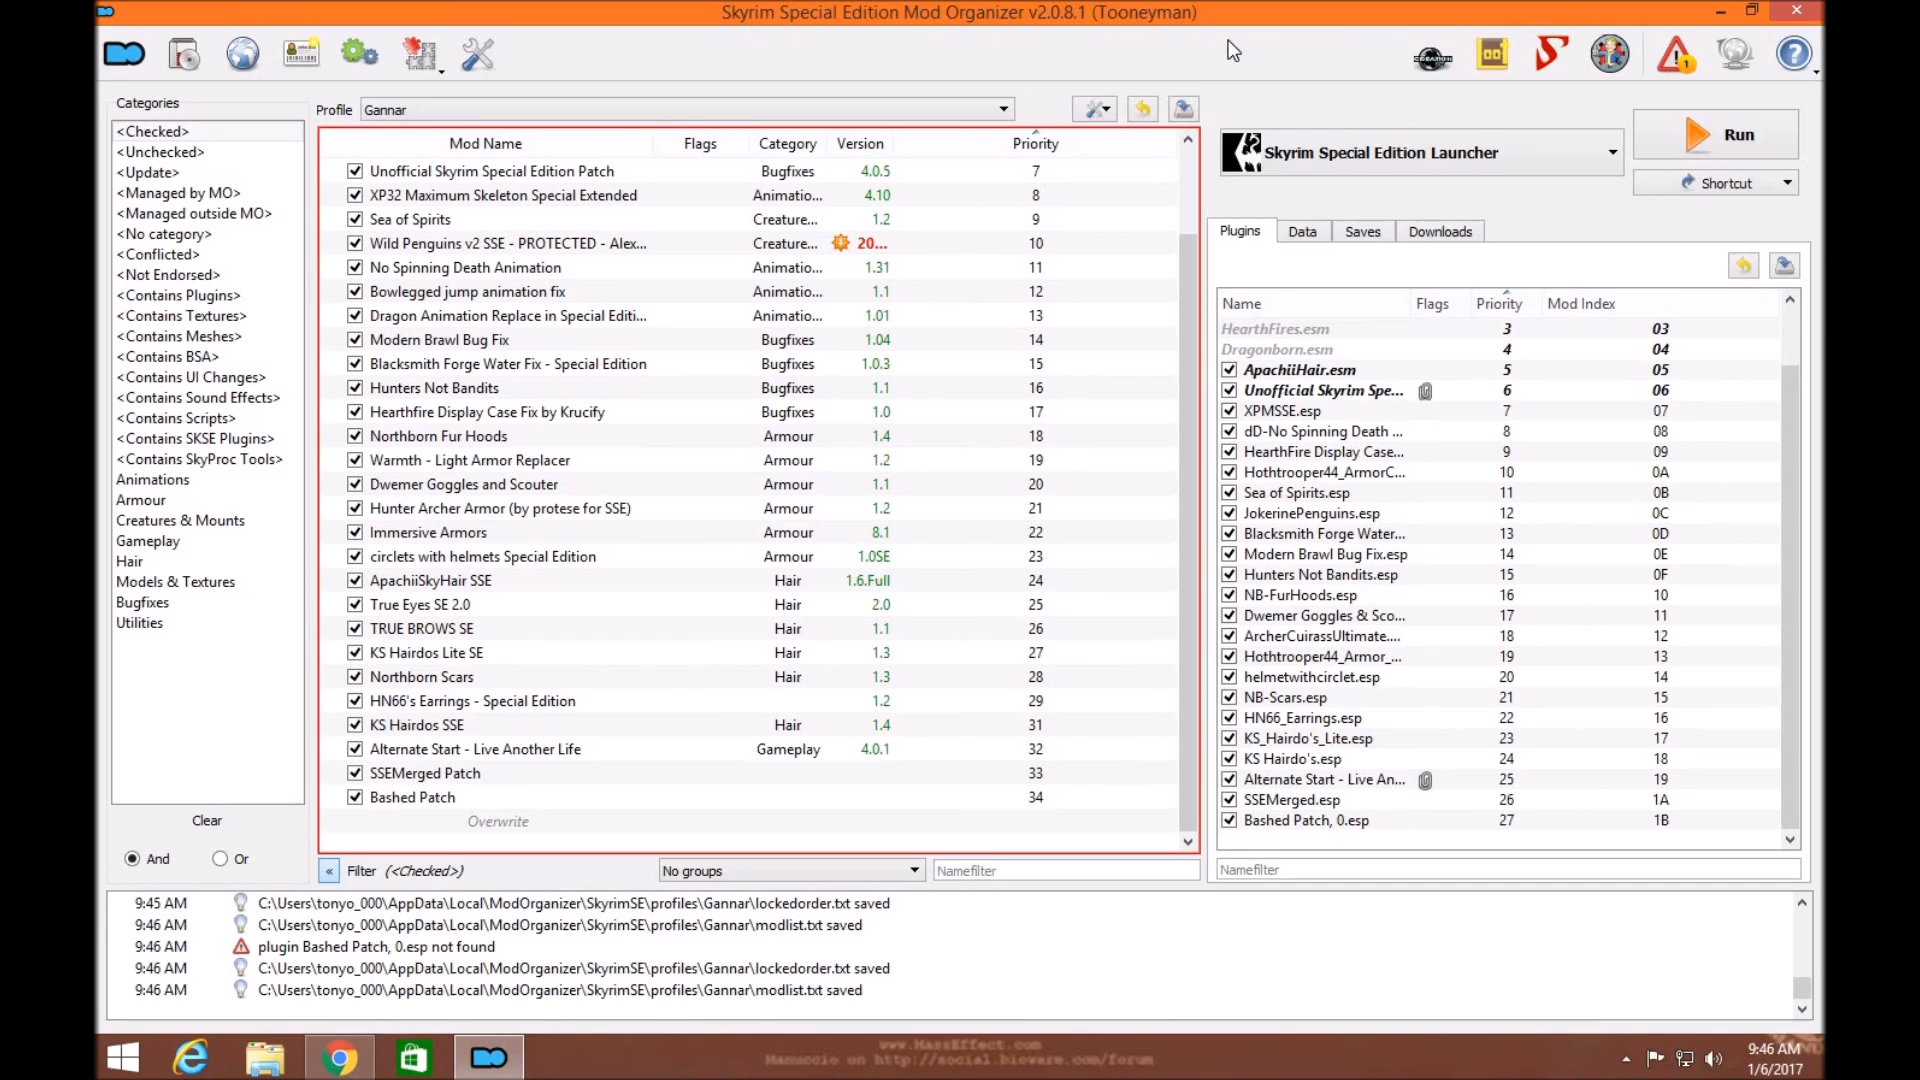 Skyrim Special Edition Mod Organizer v2.0.8.1 (Tooneyman)
Categories
<Checked>
<Unchecked>
<Update>
<Managed by MO>
<Managed outside MO>
<No category>
<Conflicted>
<Not Endorsed>
<Contains Plugins>
<Contains Textures>
<Contains Meshes>
<Contains BSA>
<Contains UI Changes>
<Contains Sound Effects>
<Contains Scripts>
<Contains SKSE Plugins>
<Contains SkyProc Tools>
Animations
Armour
Creatures & Mounts
Gameplay
Hair
Models & Textures
Bugfixes
Utilities
Clear
And Or
Profile Gannar
Mod Name Flags Category Version Priority
Unofficial Skyrim Special Edition Patch Bugfixes 4.0.5 7
XP32 Maximum Skeleton Special Extended Animatio... 4.10 8
Sea of Spirits Creature... 1.2 9
Wild Penguins v2 SSE - PROTECTED - Alex... Creature... 20... 10
No Spinning Death Animation Animatio... 1.31 11
Bowlegged jump animation fix Animatio... 1.1 12
Dragon Animation Replace in Special Editi... Animatio... 1.01 13
Modern Brawl Bug Fix Bugfixes 1.04 14
Blacksmith Forge Water Fix - Special Edition Bugfixes 1.0.3 15
Hunters Not Bandits Bugfixes 1.1 16
Hearthfire Display Case Fix by Krucify Bugfixes 1.0 17
Northborn Fur Hoods Armour 1.4 18
Warmth - Light Armor Replacer Armour 1.2 19
Dwemer Goggles and Scouter Armour 1.1 20
Hunter Archer Armor (by protese for SSE) Armour 1.2 21
Immersive Armors Armour 8.1 22
circlets with helmets Special Edition Armour 1.0SE 23
ApachiiSkyHair SSE Hair 1.6.Full 24
True Eyes SE 2.0 Hair 2.0 25
TRUE BROWS SE Hair 1.1 26
KS Hairdos Lite SE Hair 1.3 27
Northborn Scars Hair 1.3 28
HN66's Earrings - Special Edition 1.2 29
KS Hairdos SSE Hair 1.4 31
Alternate Start - Live Another Life Gameplay 4.0.1 32
SSEMerged Patch 33
Bashed Patch 34
Overwrite
« Filter (<Checked>) No groups Namefilter
Skyrim Special Edition Launcher
Run
Shortcut
Plugins Data Saves Downloads
Name Flags Priority Mod Index
HearthFires.esm 3 03
Dragonborn.esm 4 04
ApachiiHair.esm 5 05
Unofficial Skyrim Spe... 6 06
XPMSSE.esp 7 07
dD-No Spinning Death ... 8 08
HearthFire Display Case... 9 09
Hothtrooper44_ArmorC... 10 0A
Sea of Spirits.esp 11 0B
JokerinePenguins.esp 12 0C
Blacksmith Forge Water... 13 0D
Modern Brawl Bug Fix.esp 14 0E
Hunters Not Bandits.esp 15 0F
NB-FurHoods.esp 16 10
Dwemer Goggles & Sco... 17 11
ArcherCuirassUltimate.... 18 12
Hothtrooper44_Armor_... 19 13
helmetwithcirclet.esp 20 14
NB-Scars.esp 21 15
HN66_Earrings.esp 22 16
KS_Hairdo's_Lite.esp 23 17
KS Hairdo's.esp 24 18
Alternate Start - Live An... 25 19
SSEMerged.esp 26 1A
Bashed Patch, 0.esp 27 1B
Namefilter
9:45 AM C:\Users\tonyo_000\AppData\Local\ModOrganizer\SkyrimSE\profiles\Gannar\lockedorder.txt saved
9:46 AM C:\Users\tonyo_000\AppData\Local\ModOrganizer\SkyrimSE\profiles\Gannar\modlist.txt saved
9:46 AM plugin Bashed Patch, 0.esp not found
9:46 AM C:\Users\tonyo_000\AppData\Local\ModOrganizer\SkyrimSE\profiles\Gannar\lockedorder.txt saved
9:46 AM C:\Users\tonyo_000\AppData\Local\ModOrganizer\SkyrimSE\profiles\Gannar\modlist.txt saved
www.MassEffect.com
Manuccio on http://social.bioware.com/forum
9:46 AM
1/6/2017